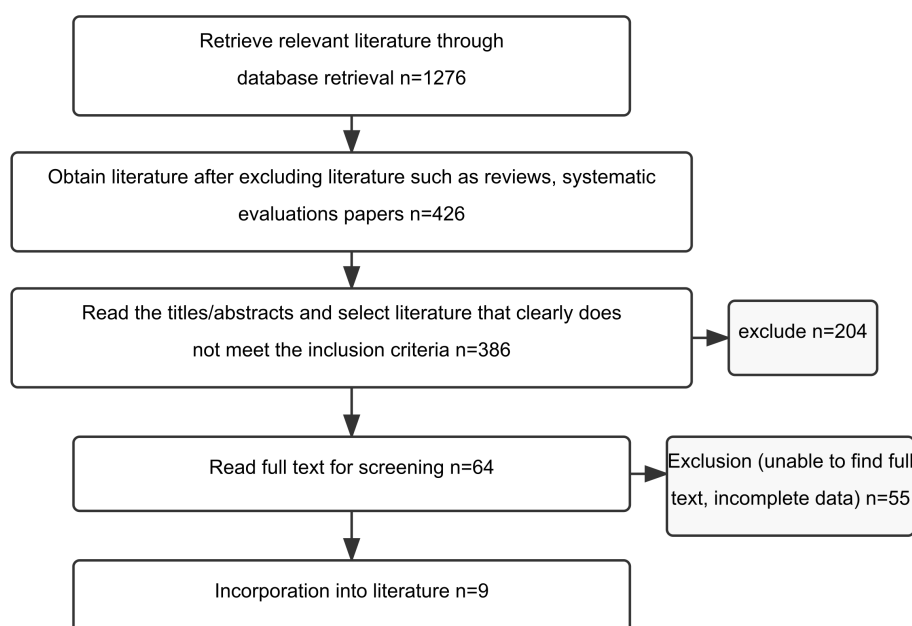 Retrieve relevant literature through
database retrieval n=1276
Obtain literature after excluding literature such as reviews, systematic
evaluations papers n=426
Read the titles/abstracts and select literature that clearly does
not meet the inclusion criteria n=386
exclude n=204
Read full text for screening n=64
Exclusion (unable to find full
text, incomplete data) n=55
Incorporation into literature n=9